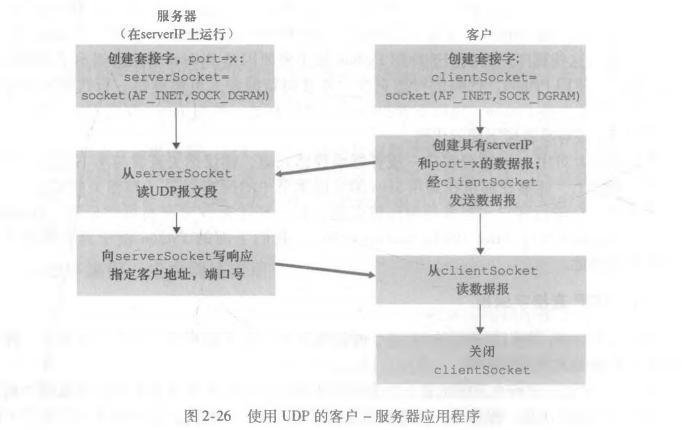 服务器
（在serverIP上运行）
创建套接字，port=x:
serverSocket=
socket(AF_INET,SOCK_DGRAM)
从serverSocket
读UDP报文段
向serverSocket写响应
指定客户地址，端口号
客户
创建套接字:
clientSocket=
socket(AF_INET,SOCK_DGRAM)
创建具有serverIP
和port=x的数据报;
经clientSocket
发送数据报
从clientSocket
读数据报
关闭
clientSocket
图 2-26 使用 UDP 的客户-服务器应用程序